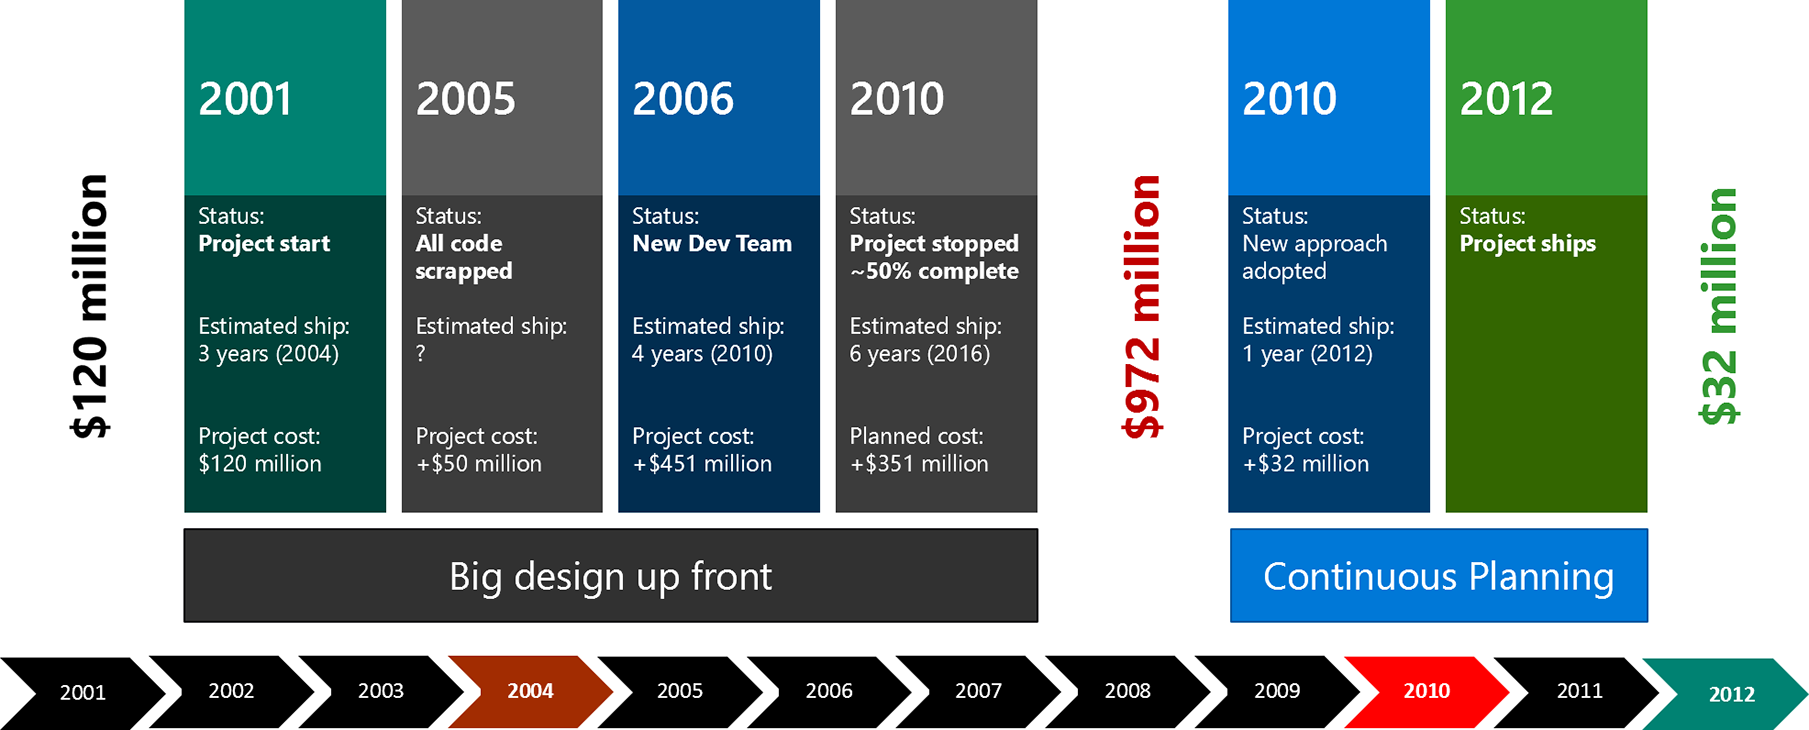 $120 million
2001
Status:
Project start
Estimated ship:
3 years (2004)
Project cost:
$120 million
2005
Status:
All code
scrapped
Estimated ship:
?
Project cost:
+$50 million
2006
Status:
New Dev Team
Estimated ship:
4 years (2010)
Project cost:
+$451 million
2010
Status:
Project stopped
~50% complete
Estimated ship:
6 years (2016)
Planned cost:
+$351 million
Big design up front
$972 million
2010
Status:
New approach
adopted
Estimated ship:
1 year (2012)
Project cost:
+$32 million
2012
Status:
Project ships
Continuous Planning
$32 million
2001
2002
2003
2004
2005
2006
2007
2008
2009
2010
2011
2012